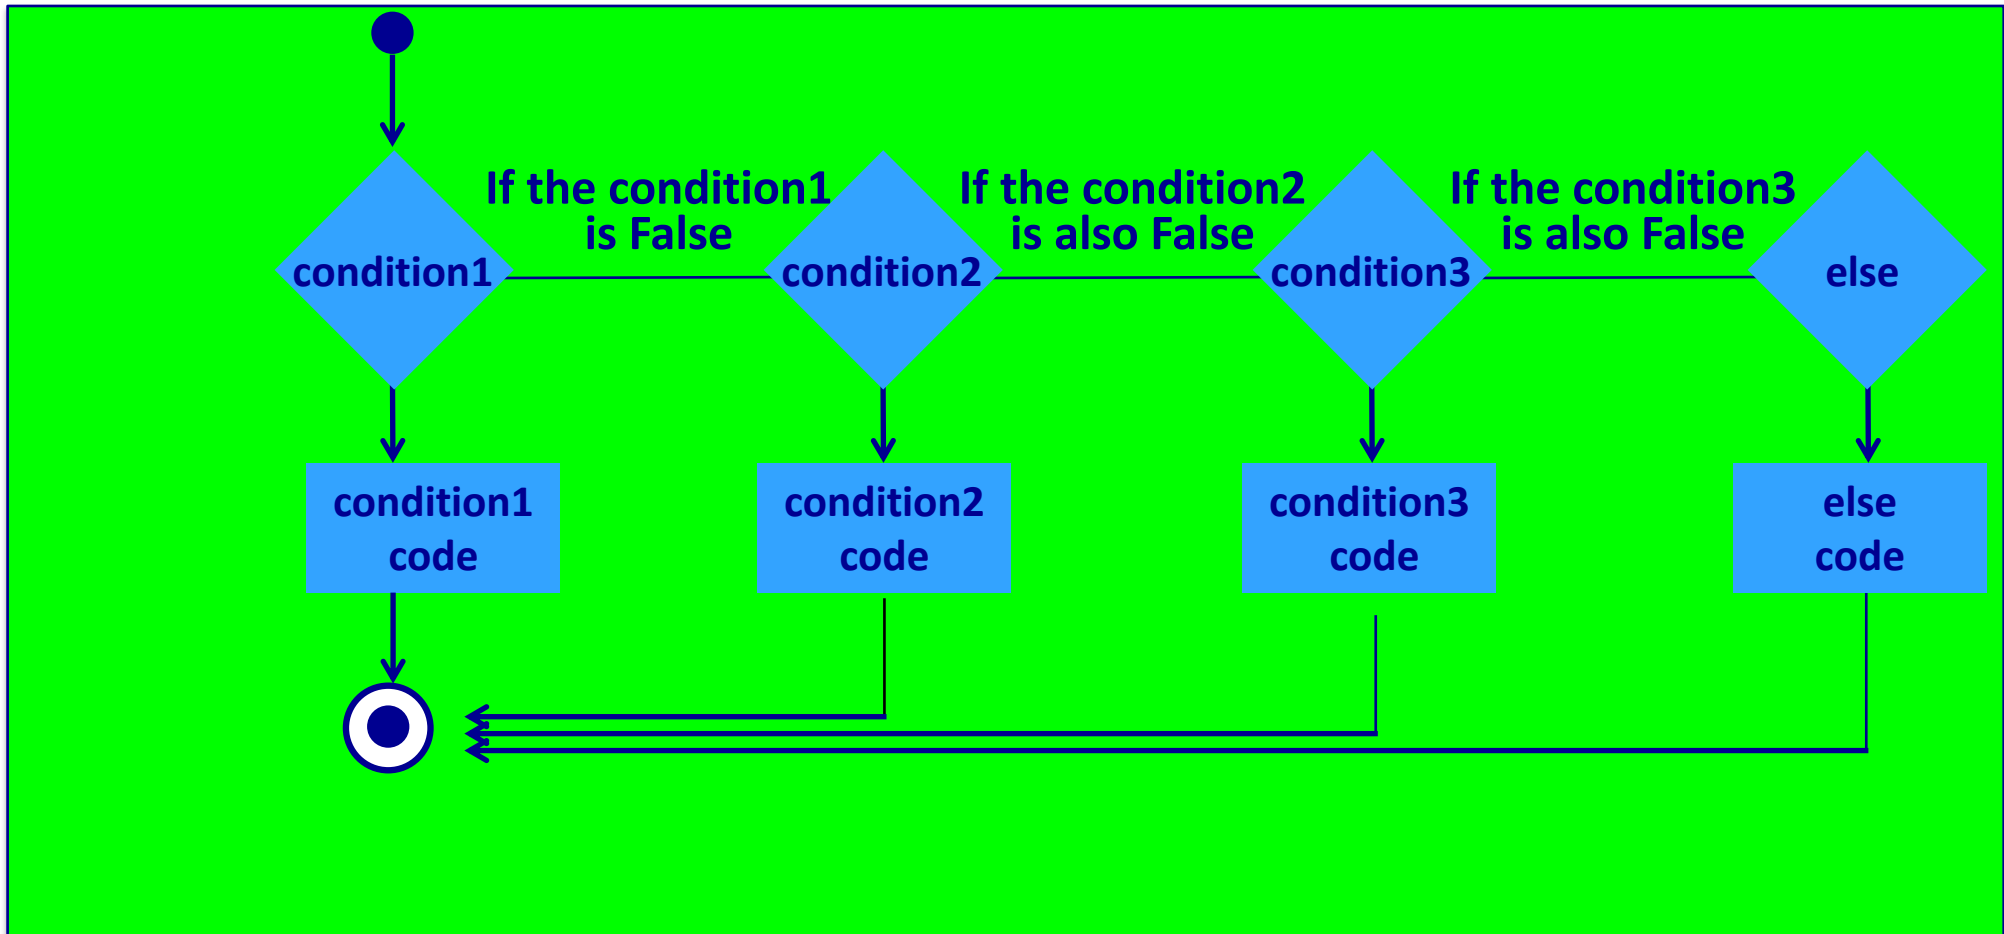 If the condition1
is False
If the condition2
is also False
If the condition3
is also False
condition1
condition2
condition3
else
condition1
code
condition2
code
condition3
code
else
code